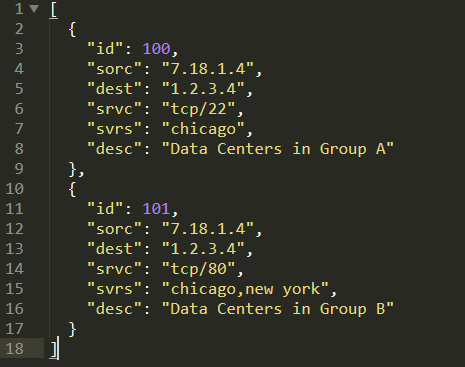 1 [
2   {
3     "id": 100,
4     "sorc": "7.18.1.4",
5     "dest": "1.2.3.4",
6     "srvc": "tcp/22",
7     "svrs": "chicago",
8     "desc": "Data Centers in Group A"
9   },
10   {
11     "id": 101,
12     "sorc": "7.18.1.4",
13     "dest": "1.2.3.4",
14     "srvc": "tcp/80",
15     "svrs": "chicago,new york",
16     "desc": "Data Centers in Group B"
17   }
18 ]